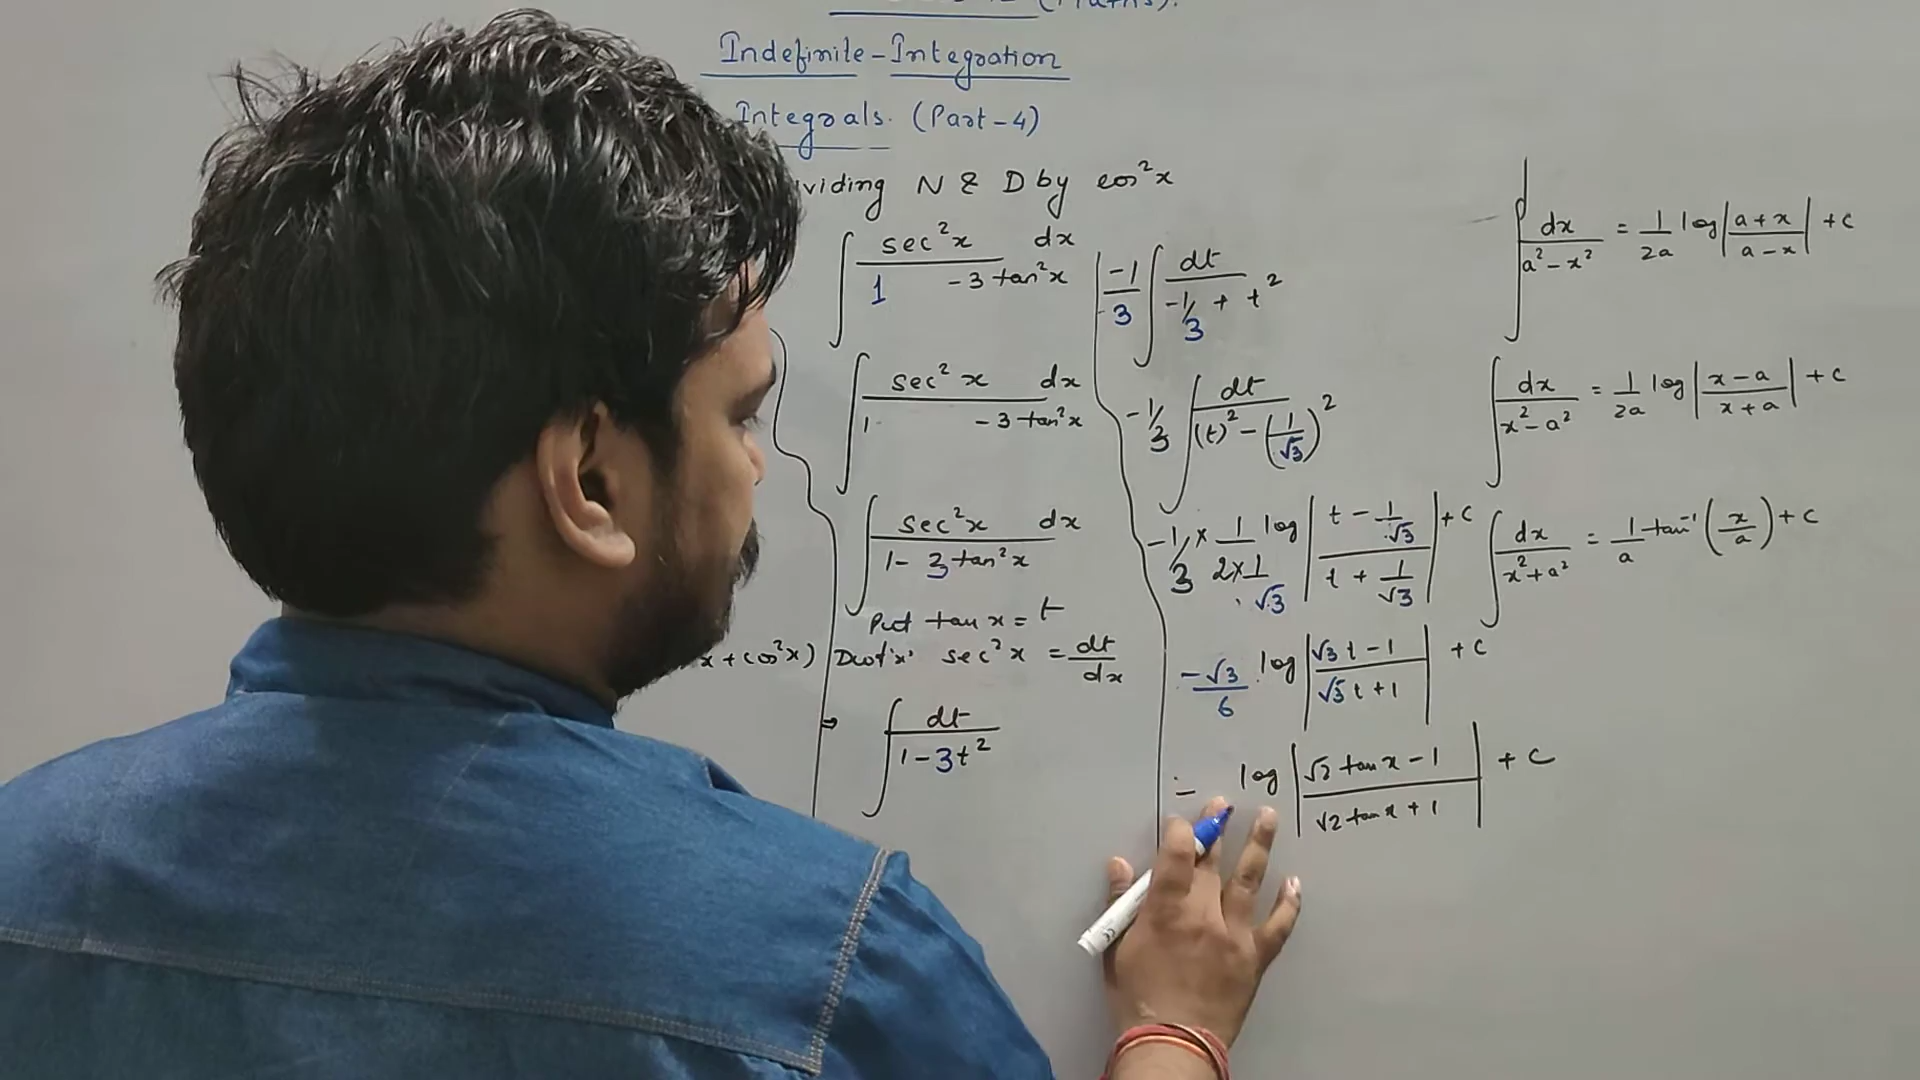 (Maths).
Indefinite-Integration
Integrals. (Part-4)
ividing N & D by cos²x
∫ sec²x dx / 1 - 3 tan²x
∫ sec²x dx / 1 - 3 tan²x
∫ sec²x dx / 1 - 3 tan²x
Put tan x = t
x + cos²x) D.w.r.t 'x' sec²x = dt/dx
⇒ ∫ dt / 1 - 3t²
-1/3 ∫ dt / -1/3 + t²
-1/3 ∫ dt / (t)² - (1/√3)²
-1/3 × 1/2×1/√3 log | t - 1/√3 / t + 1/√3 | + c
-√3/6 log | √3 t - 1 / √3 t + 1 | + c
= log | √2 tan x - 1 / √2 tan x + 1 | + c
∫ dx / a² - x² = 1/2a log | a + x / a - x | + c
∫ dx / x² - a² = 1/2a log | x - a / x + a | + c
∫ dx / x² + a² = 1/a tan⁻¹ (x/a) + c